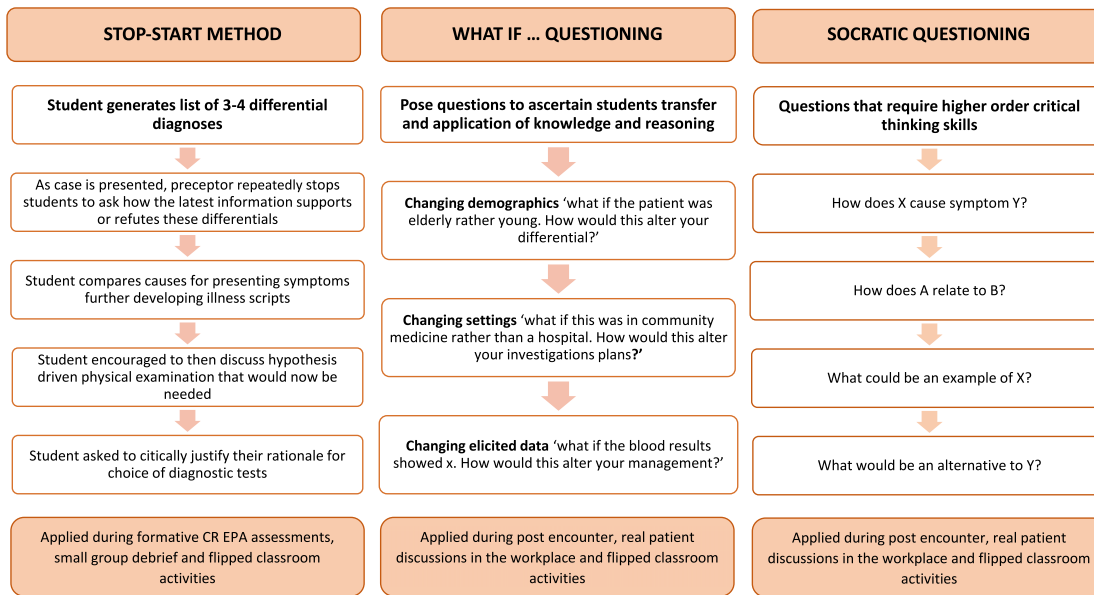 STOP-START METHOD
Student generates list of 3-4 differential
diagnoses
As case is presented, preceptor repeatedly stops
students to ask how the latest information supports
or refutes these differentials
Student compares causes for presenting symptoms
further developing illness scripts
Student encouraged to then discuss hypothesis
driven physical examination that would now be
needed
Student asked to citically justify their rationale for
choice of diagnostic tests
Applied during formative CR EPA assessments,
small group debrief and flipped classroom
activities
WHAT IF … QUESTIONING
Pose questions to ascertain students transfer
and application of knowledge and reasoning
Changing demographics ‘what if the patient was
elderly rather young. How would this alter your
differential?’
Changing settings ‘what if this was in community
medicine rather than a hospital. How would this alter
your investigations plans?’
Changing elicited data ‘what if the blood results
showed x. How would this alter your management?’
Applied during post encounter, real patient
discussions in the workplace and flipped classroom
activities
SOCRATIC QUESTIONING
Questions that require higher order critical
thinking skills
How does X cause symptom Y?
How does A relate to B?
What could be an example of X?
What would be an alternative to Y?
Applied during post encounter, real patient
discussions in the workplace and flipped classroom
activities